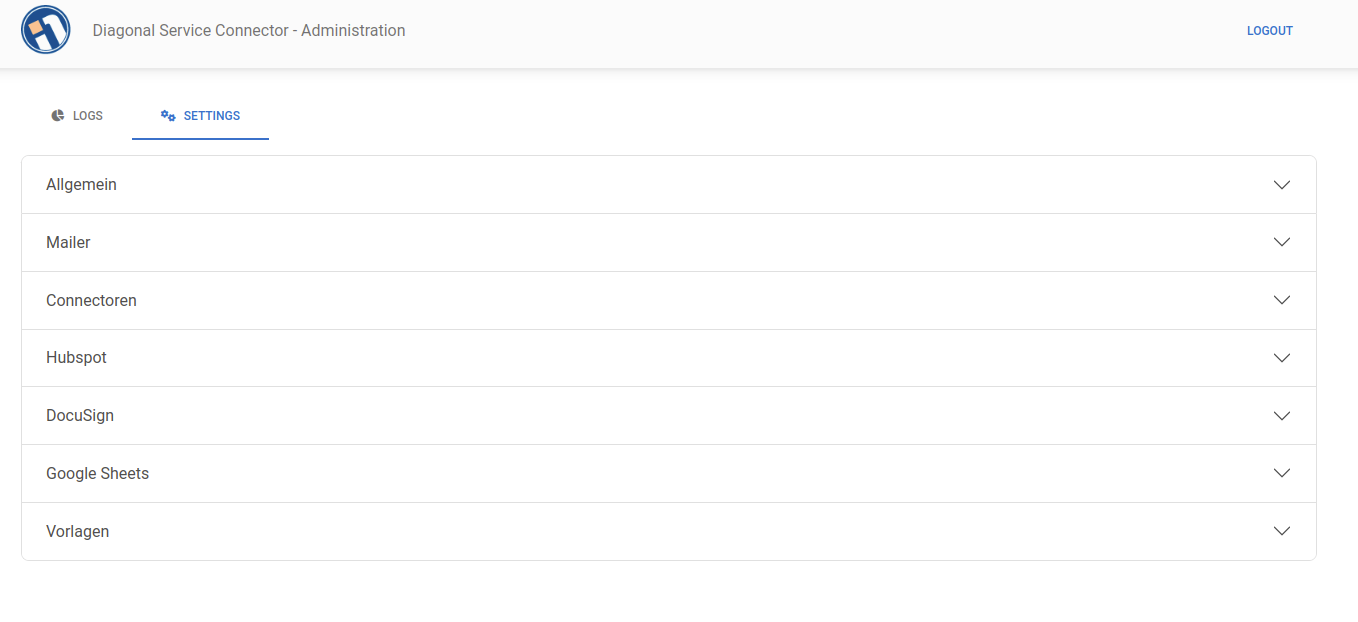 Diagonal Service Connector - Administration
LOGOUT
LOGS
SETTINGS
Allgemein
Mailer
Connectoren
Hubspot
DocuSign
Google Sheets
Vorlagen